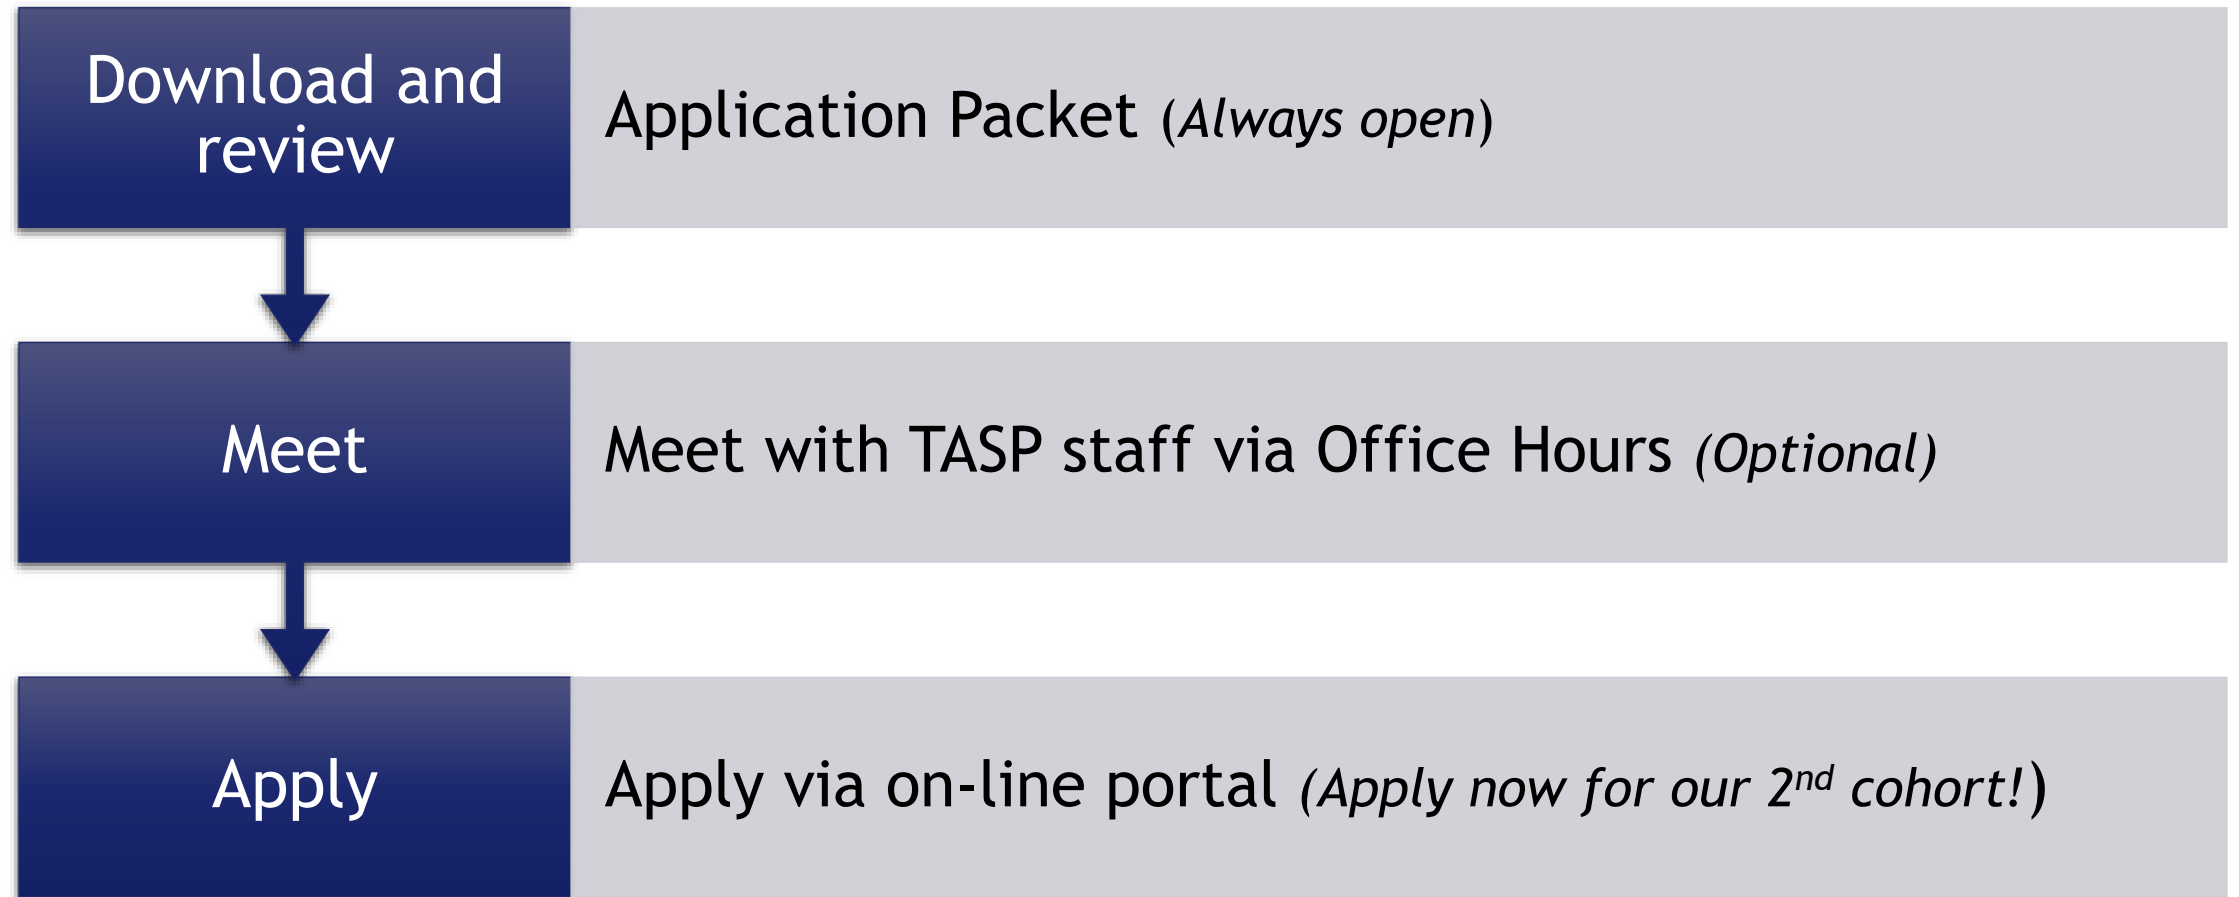 Download and
review
Application Packet (Always open)
Meet
Meet with TASP staff via Office Hours (Optional)
Apply
Apply via on-line portal (Apply now for our 2nd cohort!)